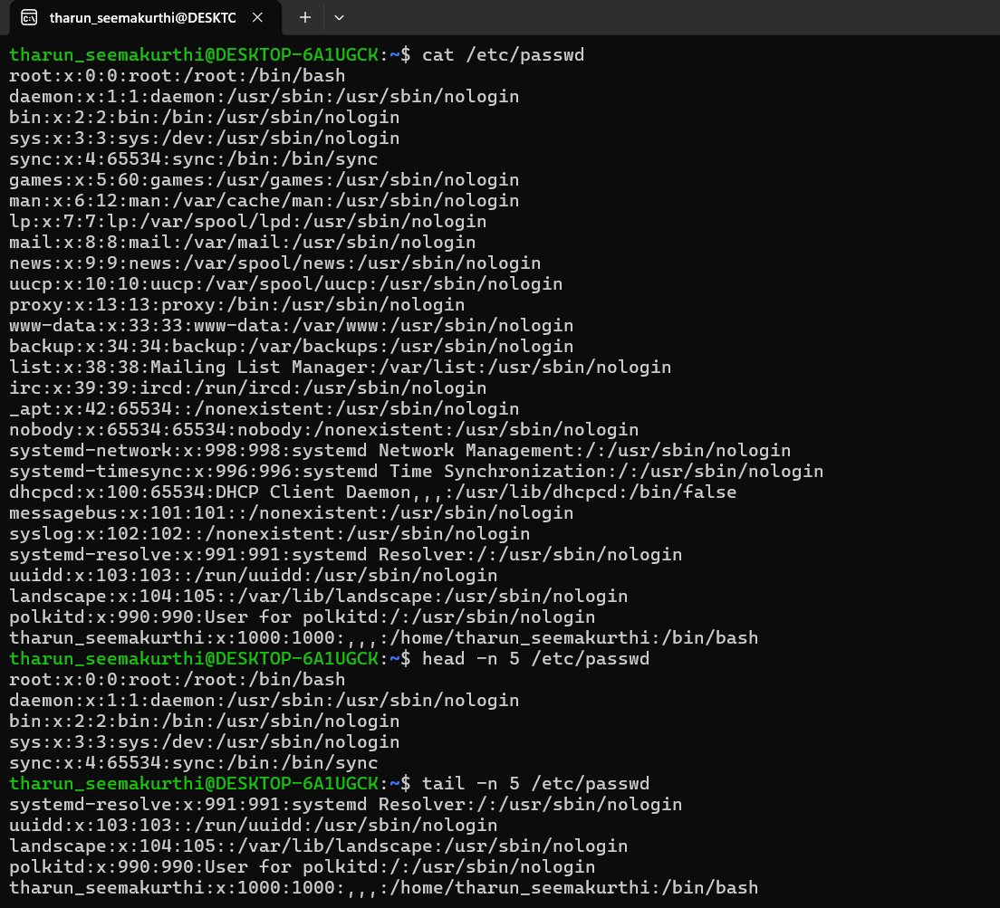 tharun_seemakurthi@DESKTC
tharun_seemakurthi@DESKTOP-6A1UGCK:~$ cat /etc/passwd
root:x:0:0:root:/root:/bin/bash
daemon:x:1:1:daemon:/usr/sbin:/usr/sbin/nologin
bin:x:2:2:bin:/bin:/usr/sbin/nologin
sys:x:3:3:sys:/dev:/usr/sbin/nologin
sync:x:4:65534:sync:/bin:/bin/sync
games:x:5:60:games:/usr/games:/usr/sbin/nologin
man:x:6:12:man:/var/cache/man:/usr/sbin/nologin
lp:x:7:7:lp:/var/spool/lpd:/usr/sbin/nologin
mail:x:8:8:mail:/var/mail:/usr/sbin/nologin
news:x:9:9:news:/var/spool/news:/usr/sbin/nologin
uucp:x:10:10:uucp:/var/spool/uucp:/usr/sbin/nologin
proxy:x:13:13:proxy:/bin:/usr/sbin/nologin
www-data:x:33:33:www-data:/var/www:/usr/sbin/nologin
backup:x:34:34:backup:/var/backups:/usr/sbin/nologin
list:x:38:38:Mailing List Manager:/var/list:/usr/sbin/nologin
irc:x:39:39:ircd:/run/ircd:/usr/sbin/nologin
_apt:x:42:65534::/nonexistent:/usr/sbin/nologin
nobody:x:65534:65534:nobody:/nonexistent:/usr/sbin/nologin
systemd-network:x:998:998:systemd Network Management:/:/usr/sbin/nologin
systemd-timesync:x:996:996:systemd Time Synchronization:/:/usr/sbin/nologin
dhcpcd:x:100:65534:DHCP Client Daemon,,,:/usr/lib/dhcpcd:/bin/false
messagebus:x:101:101::/nonexistent:/usr/sbin/nologin
syslog:x:102:102::/nonexistent:/usr/sbin/nologin
systemd-resolve:x:991:991:systemd Resolver:/:/usr/sbin/nologin
uuidd:x:103:103::/run/uuidd:/usr/sbin/nologin
landscape:x:104:105::/var/lib/landscape:/usr/sbin/nologin
polkitd:x:990:990:User for polkitd:/:/usr/sbin/nologin
tharun_seemakurthi:x:1000:1000:,,,:/home/tharun_seemakurthi:/bin/bash
tharun_seemakurthi@DESKTOP-6A1UGCK:~$ head -n 5 /etc/passwd
root:x:0:0:root:/root:/bin/bash
daemon:x:1:1:daemon:/usr/sbin:/usr/sbin/nologin
bin:x:2:2:bin:/bin:/usr/sbin/nologin
sys:x:3:3:sys:/dev:/usr/sbin/nologin
sync:x:4:65534:sync:/bin:/bin/sync
tharun_seemakurthi@DESKTOP-6A1UGCK:~$ tail -n 5 /etc/passwd
systemd-resolve:x:991:991:systemd Resolver:/:/usr/sbin/nologin
uuidd:x:103:103::/run/uuidd:/usr/sbin/nologin
landscape:x:104:105::/var/lib/landscape:/usr/sbin/nologin
polkitd:x:990:990:User for polkitd:/:/usr/sbin/nologin
tharun_seemakurthi:x:1000:1000:,,,:/home/tharun_seemakurthi:/bin/bash